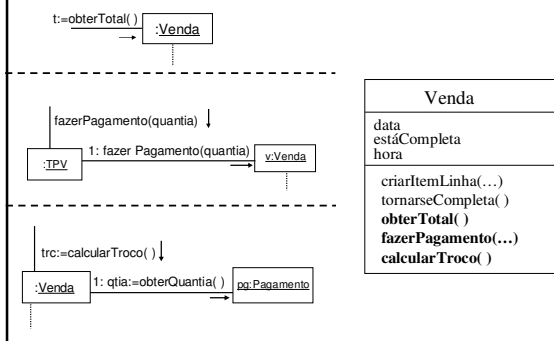 t:=obterTotal( )
:Venda
fazerPagamento(quantia)
1: fazer Pagamento(quantia)
:TPV
v:Venda
trc:=calcularTroco( )
1: qtia:=obterQuantia( )
:Venda
pg:Pagamento
Venda
data
estáCompleta
hora
criarItemLinha(...)
tornarseCompleta( )
obterTotal( )
fazerPagamento(...)
calcularTroco( )